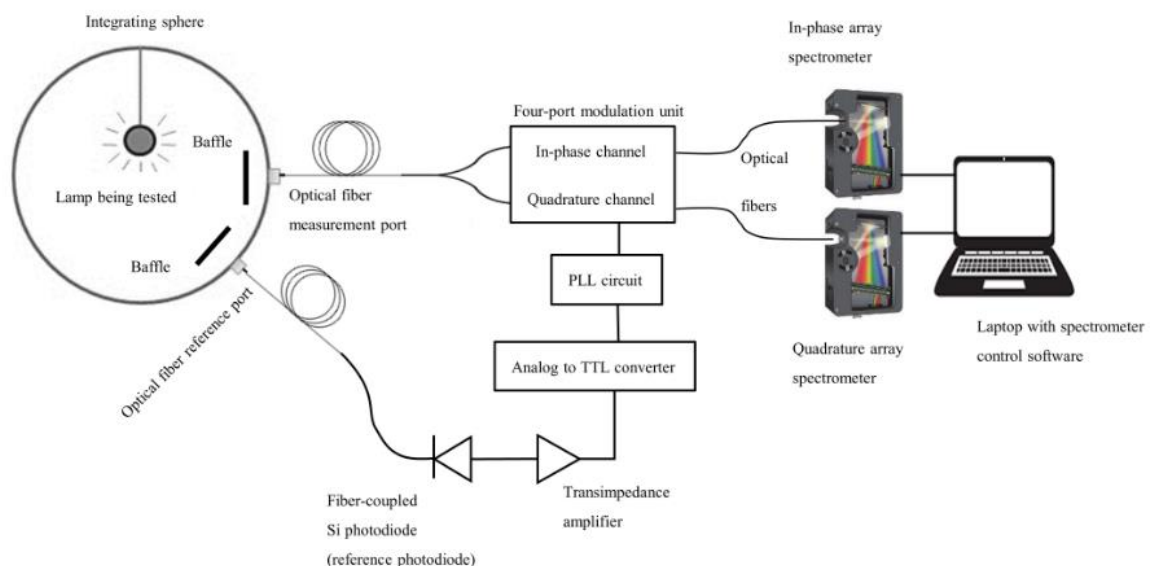 Integrating sphere
Baffle
Lamp being tested
Baffle
Optical fiber
measurement port
Optical fiber reference port
Four-port modulation unit
In-phase channel
Quadrature channel
PLL circuit
Analog to TTL converter
Fiber-coupled
Si photodiode
(reference photodiode)
Transimpedance
amplifier
Optical
fibers
In-phase array
spectrometer
Quadrature array
spectrometer
Laptop with spectrometer
control software